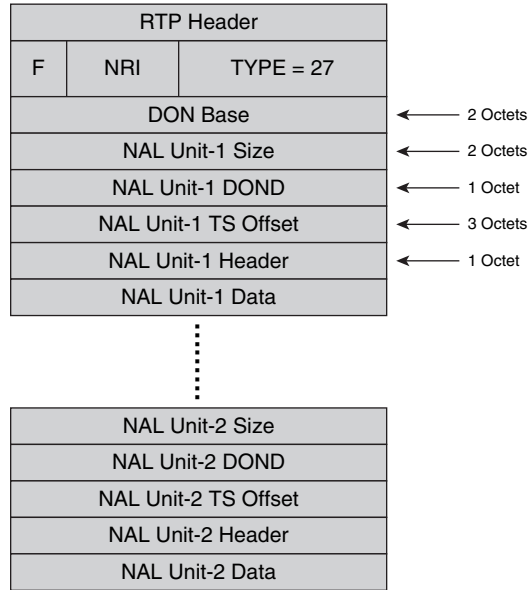 RTP Header
F NRI TYPE = 27
DON Base 2 Octets
NAL Unit-1 Size 2 Octets
NAL Unit-1 DOND 1 Octet
NAL Unit-1 TS Offset 3 Octets
NAL Unit-1 Header 1 Octet
NAL Unit-1 Data
NAL Unit-2 Size
NAL Unit-2 DOND
NAL Unit-2 TS Offset
NAL Unit-2 Header
NAL Unit-2 Data